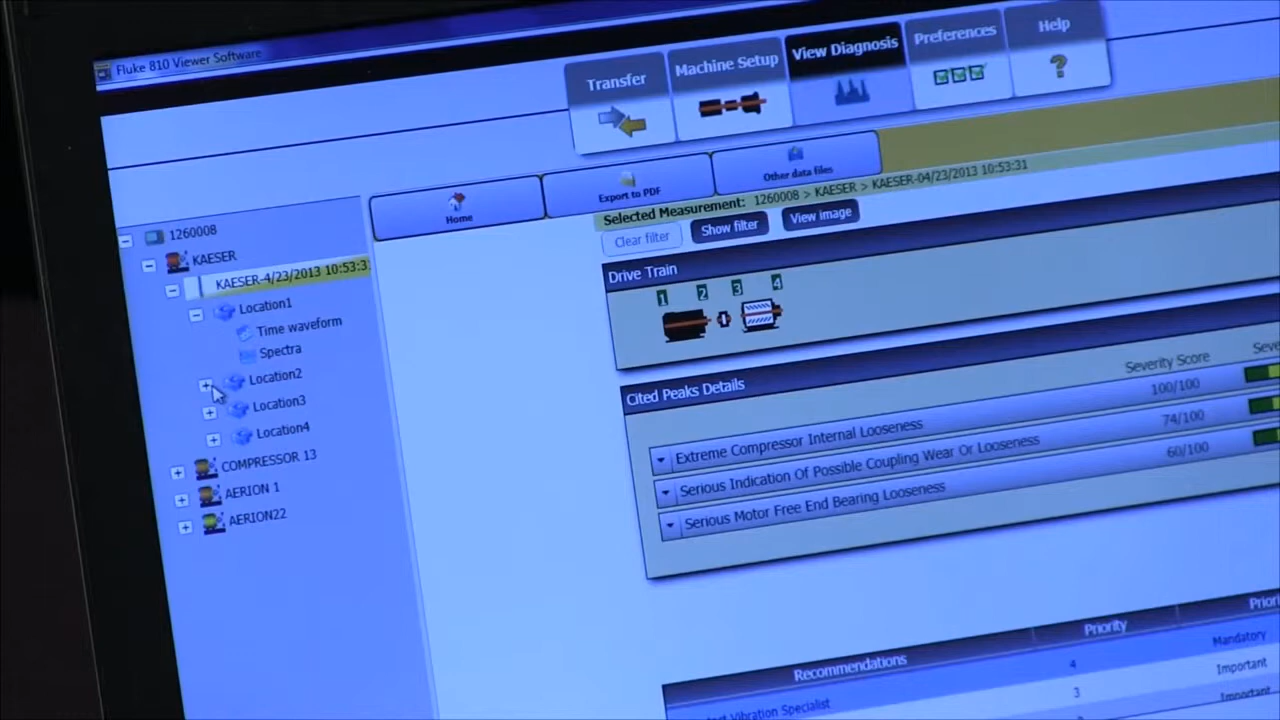 Fluke 810 Viewer Software
Transfer
Machine Setup
View Diagnosis
Preferences
Help
?
Home
Export to PDF
Other data files
Selected Measurement: 1260008 > KAESER > KAESER-04/23/2013 10:53:31
Clear filter
Show filter
View image
1260008
KAESER
KAESER-4/23/2013 10:53:31
Location1
Time waveform
Spectra
Location2
Location3
Location4
COMPRESSOR 13
AERION 1
AERION22
Drive Train
1 2 3 4
Cited Peaks Details
Severity Score
Extreme Compressor Internal Looseness 100/100
Serious Indication Of Possible Coupling Wear Or Looseness 74/100
Serious Motor Free End Bearing Looseness 60/100
Recommendations Priority
4 Mandatory
Vibration Specialist 3 Important
Important